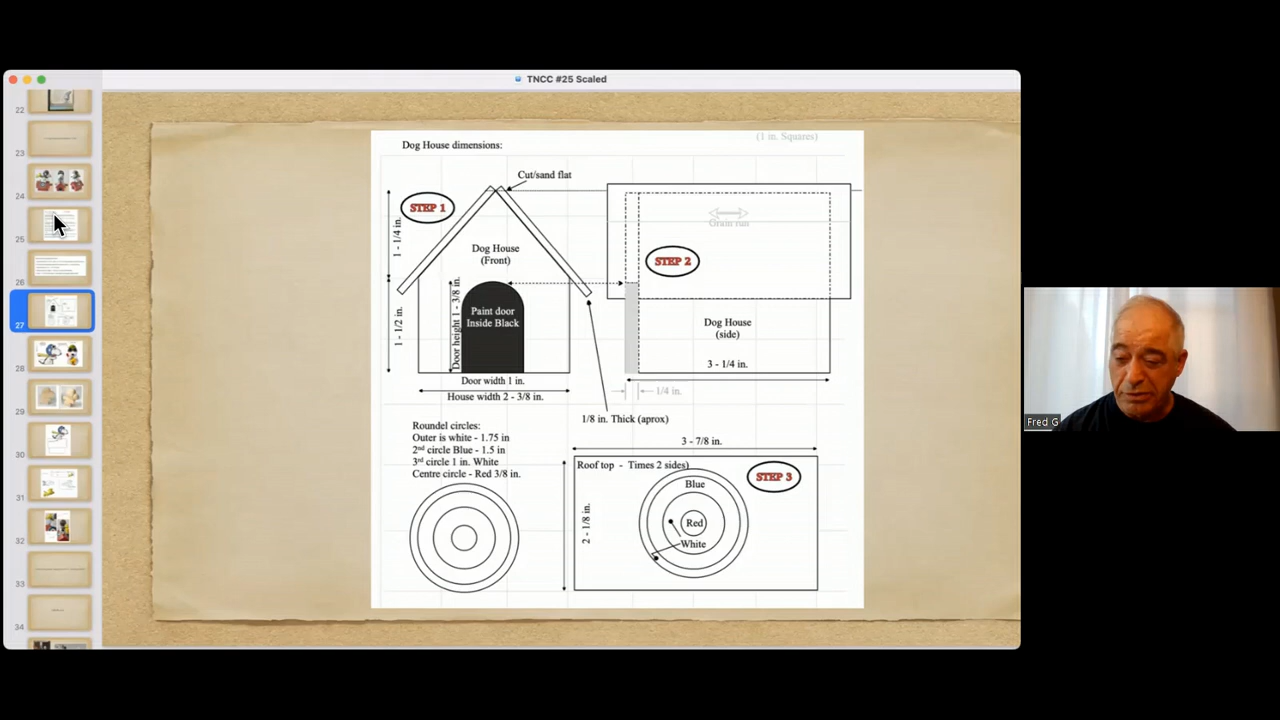 TNCC #25 Scaled
22
23
24
25
26
27
28
29
30
31
32
33
34
(1 in. Squares)
Dog House dimensions:
Cut/sand flat
STEP 1
1 - 1/4 in.
Grain run
Dog House
(Front)
STEP 2
Door height 1 - 3/8 in.
1 - 1/2 in.
Paint door
Inside Black
Dog House
(side)
3 - 1/4 in.
Door width 1 in.
House width 2 - 3/8 in.
1/4 in.
1/8 in. Thick (aprox)
Roundel circles:
Outer is white - 1.75 in
2nd circle Blue - 1.5 in
3rd circle 1 in. White
Centre circle - Red 3/8 in.
3 - 7/8 in.
Roof top - Times 2 sides)
STEP 3
Blue
2 - 1/8 in.
Red
White
Fred G